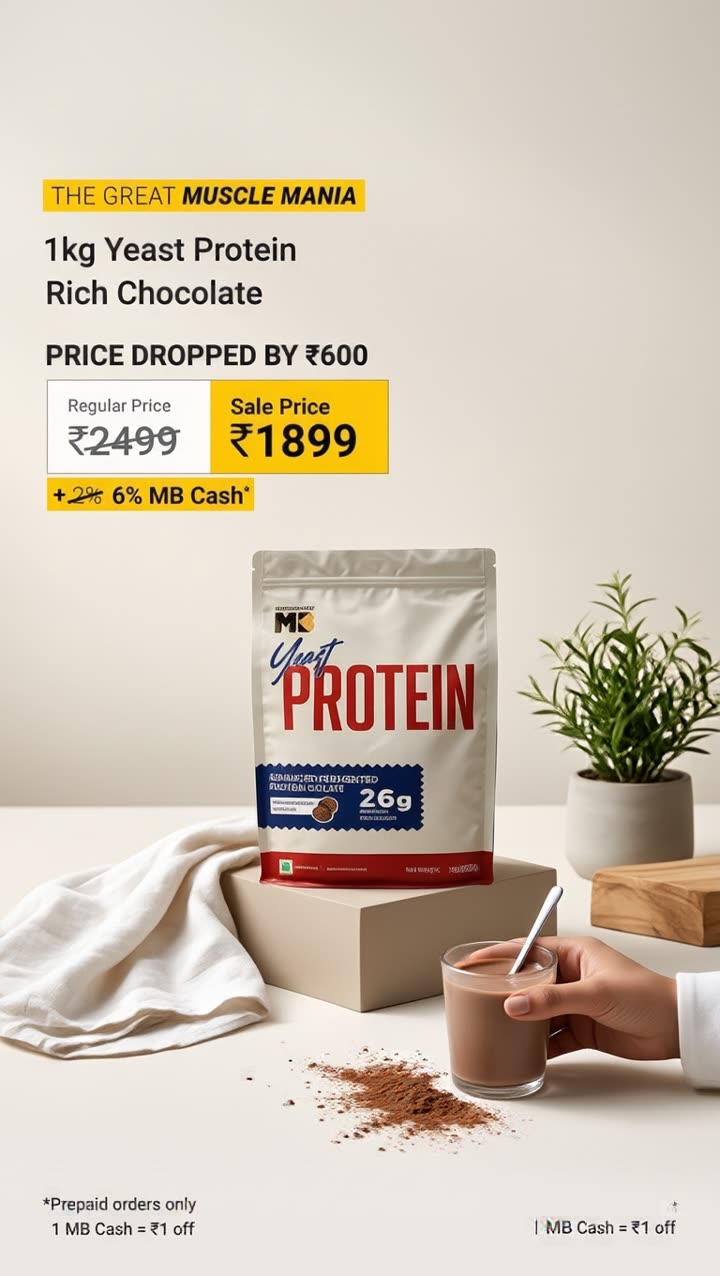 THE GREAT MUSCLE MANIA
1kg Yeast Protein
Rich Chocolate
PRICE DROPPED BY ₹600
Regular Price
₹2499
Sale Price
₹1899
+ 2% 6% MB Cash*
Yeast
PROTEIN
26g
*Prepaid orders only
1 MB Cash = ₹1 off
MB Cash = ₹1 off